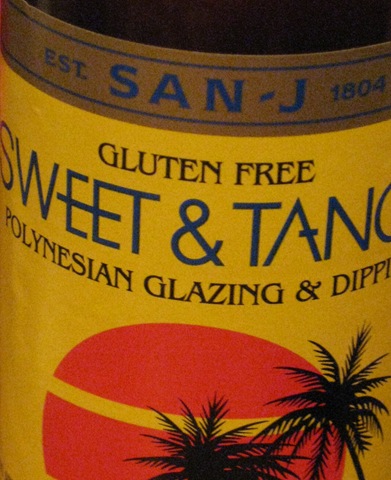 EST. SAN-J 1804
GLUTEN FREE
SWEET & TANG
POLYNESIAN GLAZING & DIPPI